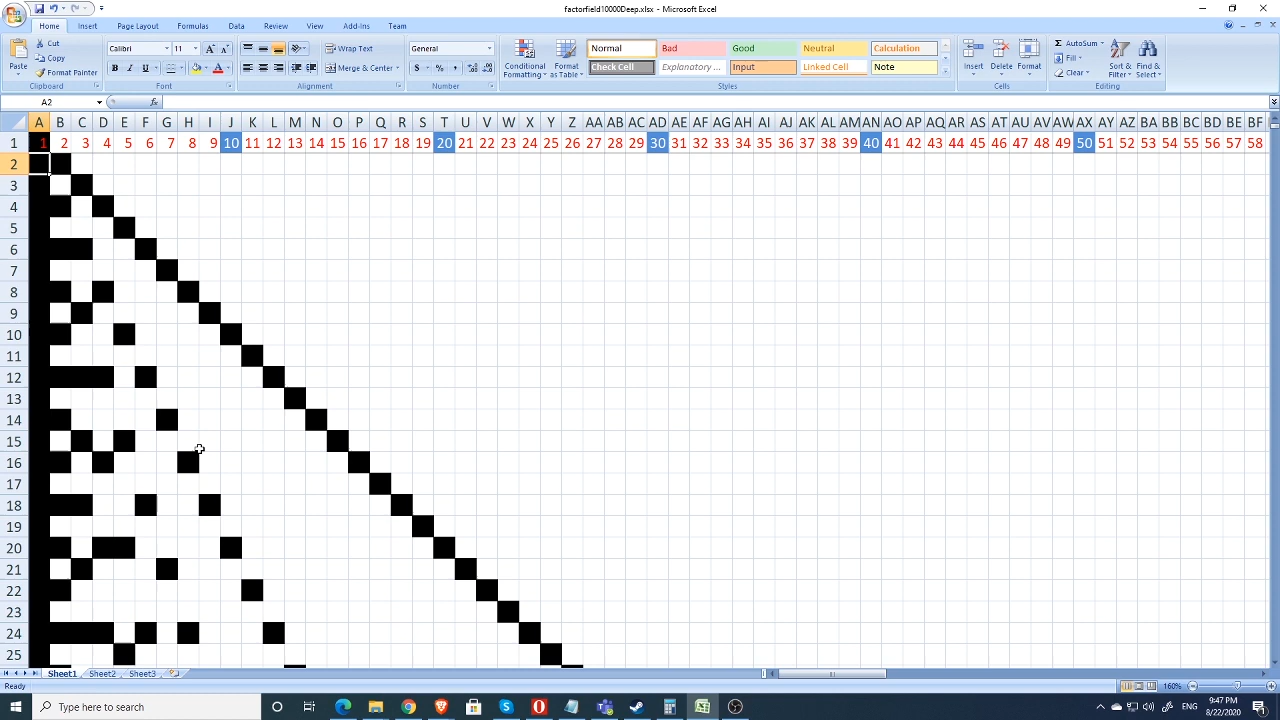 factorfield10000Deep.xlsx - Microsoft Excel
Home Insert Page Layout Formulas Data Review View Add-Ins Team
Cut
Copy
Format Painter
Paste
Calibri 11
Wrap Text
Merge & Center
General
Conditional Formatting
Format as Table
Normal Bad Good Neutral Calculation
Check Cell Explanatory ... Input Linked Cell Note
Insert Delete Format
AutoSum
Fill
Clear
Sort & Filter
Find & Select
Clipboard Font Alignment Number Styles Cells Editing
A2 fx
A B C D E F G H I J K L M N O P Q R S T U V W X Y Z AA AB AC AD AE AF AG AH AI AJ AK AL AM AN AO AP AQ AR AS AT AU AV AW AX AY AZ BA BB BC BD BE BF
1 1 2 3 4 5 6 7 8 9 10 11 12 13 14 15 16 17 18 19 20 21 22 23 24 25 26 27 28 29 30 31 32 33 34 35 36 37 38 39 40 41 42 43 44 45 46 47 48 49 50 51 52 53 54 55 56 57 58
2
3
4
5
6
7
8
9
10
11
12
13
14
15
16
17
18
19
20
21
22
23
24
25
Sheet1 Sheet2 Sheet3
Ready 160%
Type here to search
9:47 PM
8/22/2020